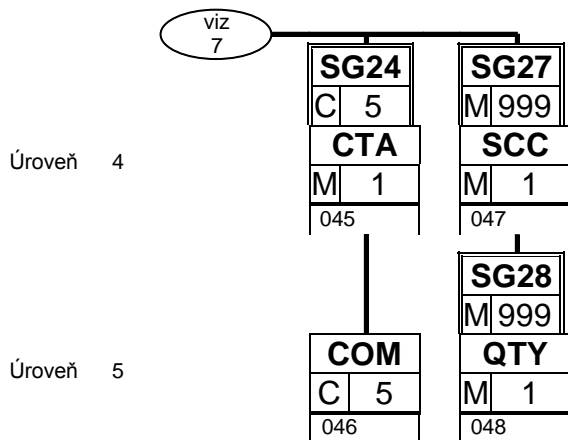 viz
7
SG24 SG27
C 5 M 999
Úroveň 4 CTA SCC
M 1 M 1
045 047
SG28
M 999
Úroveň 5 COM QTY
C 5 M 1
046 048